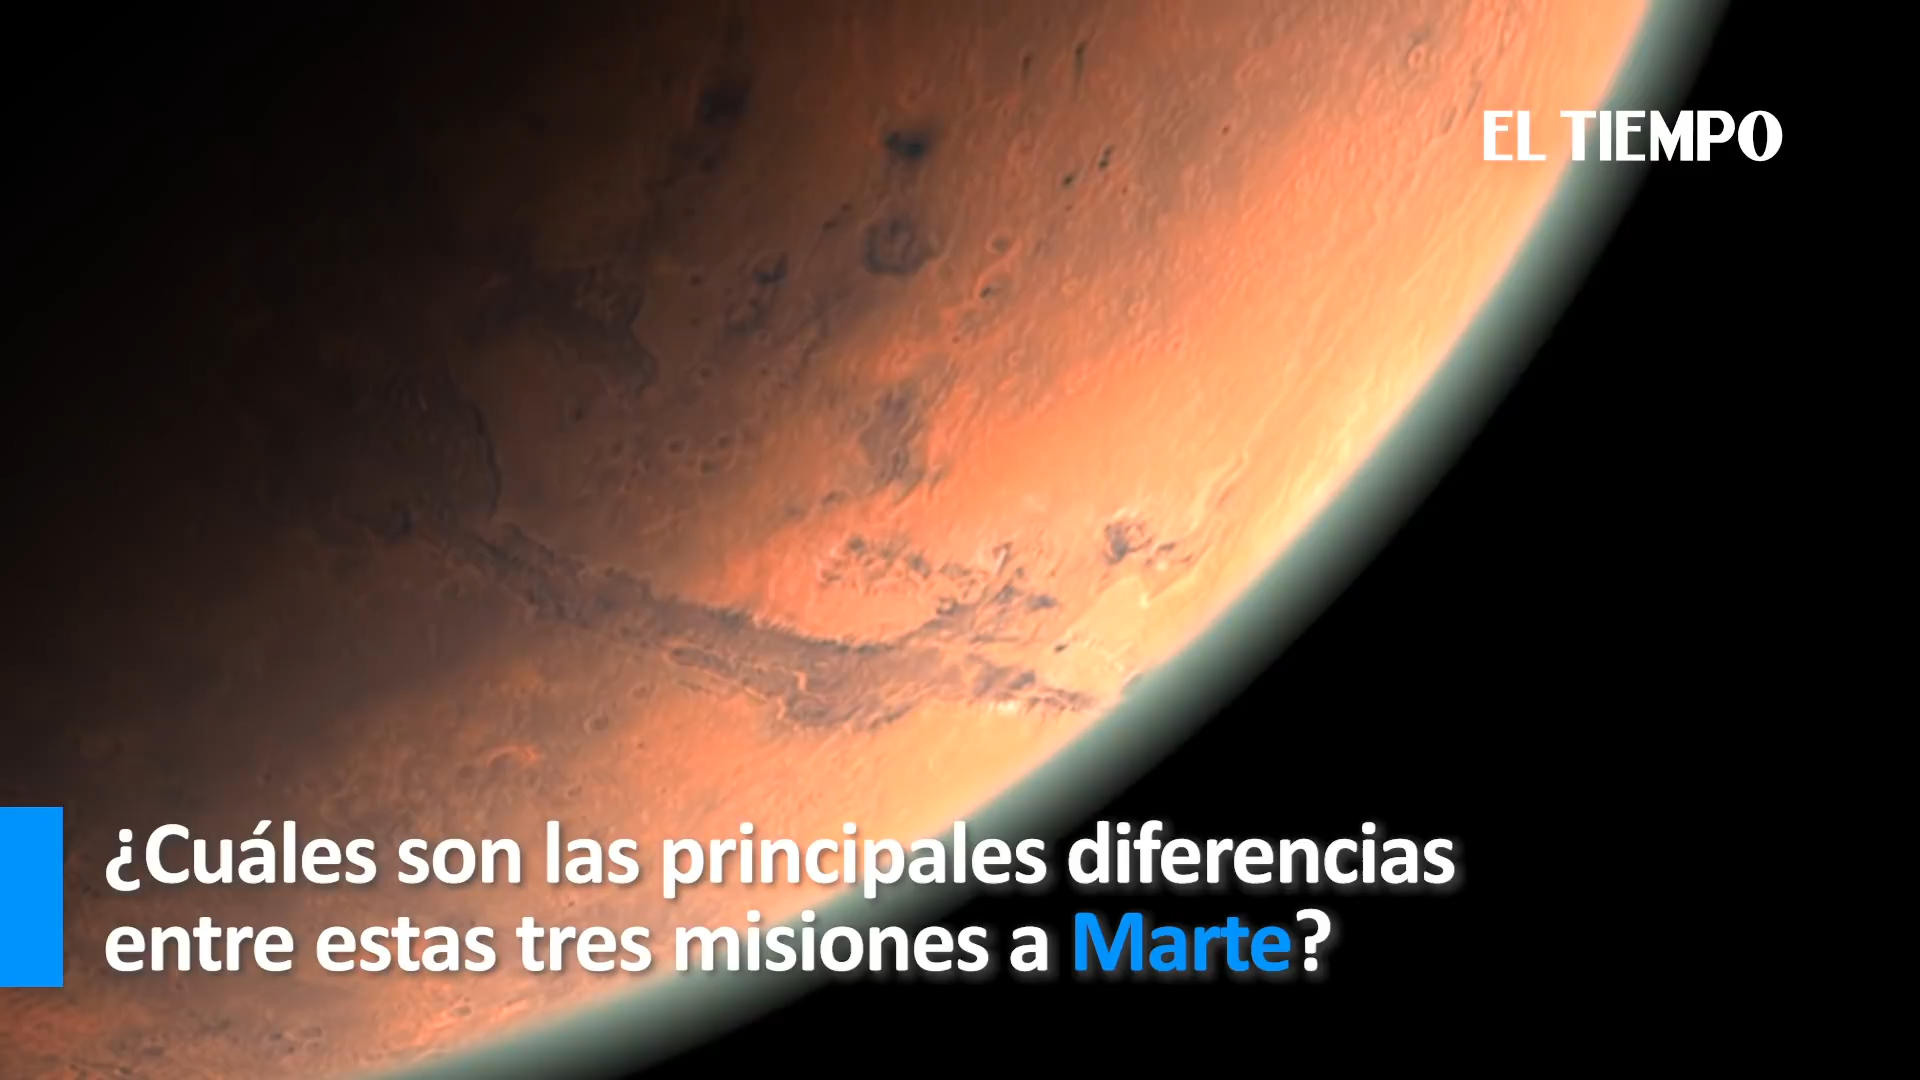 EL TIEMPO
¿Cuáles son las principales diferencias
entre estas tres misiones a Marte?